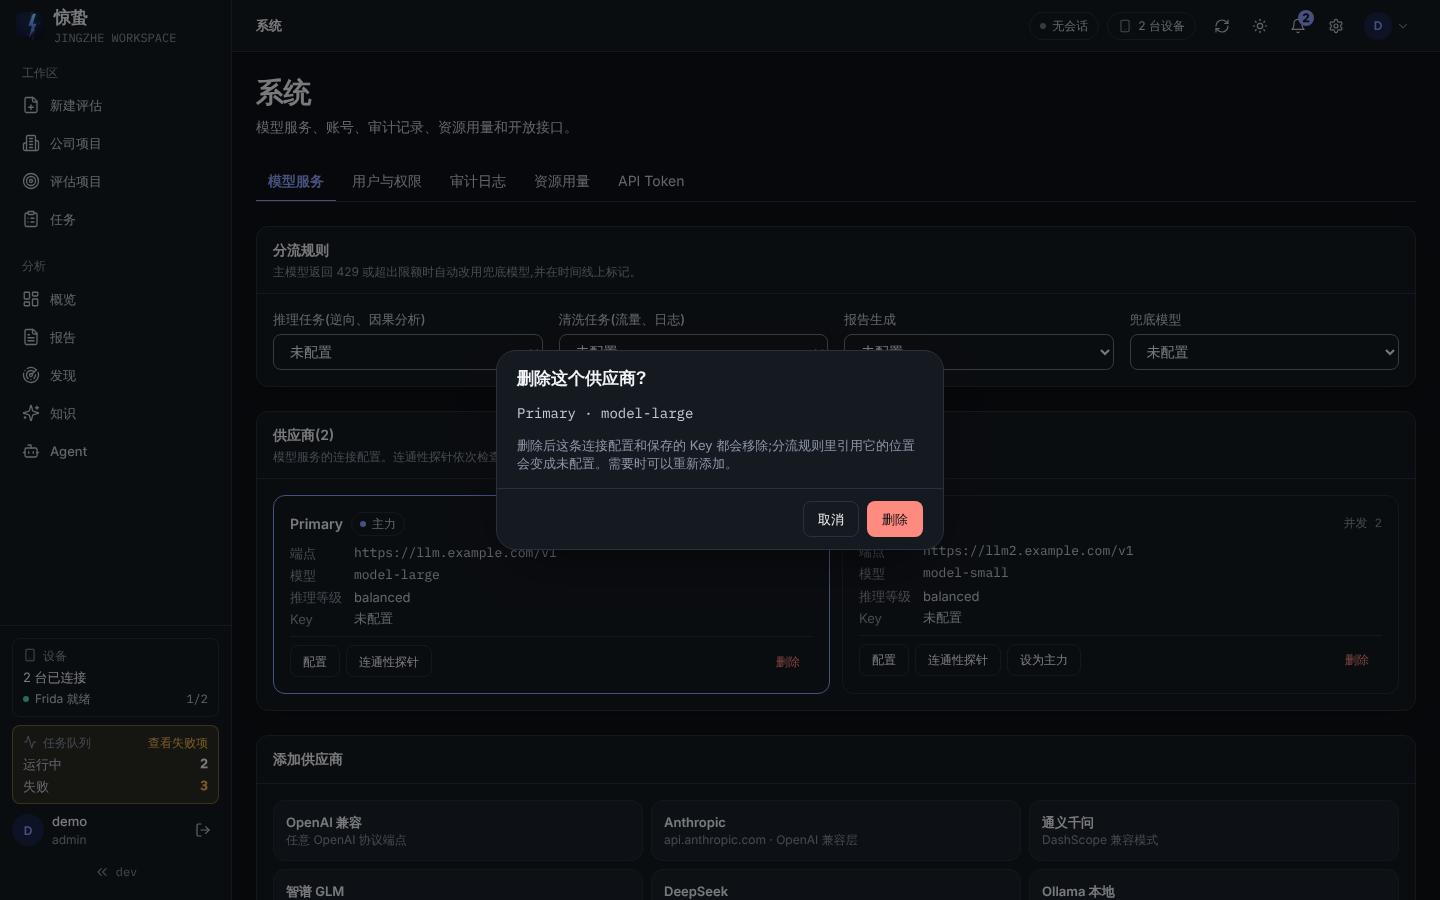 惊蛰
JINGZHE WORKSPACE
工作区
新建评估
公司项目
评估项目
任务
分析
概览
报告
发现
知识
Agent
设备
2 台已连接
Frida 就绪
1/2
任务队列
查看失败项
运行中
2
失败
3
D
demo
admin
dev
系统
无会话
2 台设备
2
D
系统
模型服务、账号、审计记录、资源用量和开放接口。
模型服务
用户与权限
审计日志
资源用量
API Token
分流规则
主模型返回 429 或超出限额时自动改用兜底模型,并在时间线上标记。
推理任务(逆向、因果分析)
清洗任务(流量、日志)
报告生成
兜底模型
未配置
未配置
未配置
未配置
删除这个供应商?
Primary · model-large
删除后这条连接配置和保存的 Key 都会移除;分流规则里引用它的位置
会变成未配置。需要时可以重新添加。
取消
删除
供应商(2)
模型服务的连接配置。连通性探针依次检查
Primary
主力
端点
https://llm.example.com/v1
模型
model-large
推理等级
balanced
Key
未配置
配置
连通性探针
删除
并发 2
端点
https://llm2.example.com/v1
模型
model-small
推理等级
balanced
Key
未配置
配置
连通性探针
设为主力
删除
添加供应商
OpenAI 兼容
任意 OpenAI 协议端点
Anthropic
api.anthropic.com · OpenAI 兼容层
通义千问
DashScope 兼容模式
智谱 GLM
DeepSeek
Ollama 本地